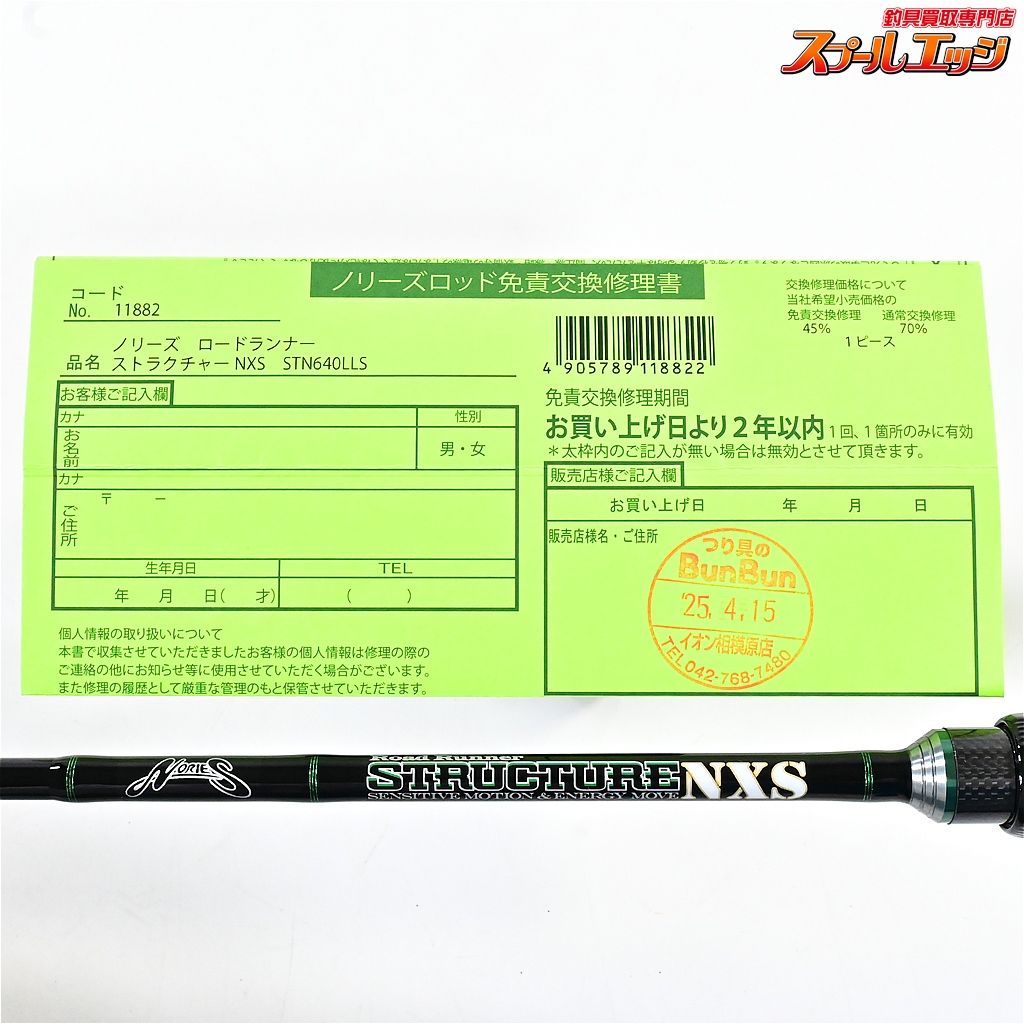 釣具買取専門店
スプールエッジ
ノリーズロッド免責交換修理書
コード
No. 11882
ノリーズ ロードランナー
品名 ストラクチャーNXS STN640LLS
お客様ご記入欄
カナ 性別
お名前 男・女
カナ
〒 ー
ご住所
生年月日 TEL
年 月 日( 才) ( )
個人情報の取り扱いについて
本書で収集させていただきましたお客様の個人情報は修理の際の
ご連絡の他にお知らせ等に使用させていただく場合がございます。
また修理の履歴として厳重な管理のもと保管させていただきます。
交換修理価格について
当社希望小売価格の
免責交換修理 通常交換修理
45% 70%
1ピース
4 905789 118822
免責交換修理期間
お買い上げ日より2年以内 1回、1箇所のみに有効
*太枠内のご記入が無い場合は無効とさせて頂きます。
販売店様ご記入欄
お買い上げ日 年 月 日
販売店様名・ご住所
つり具の
BunBun
'25.4.15
イオン相模原店
TEL042-768-7480
NORIES
Road Runner
STRUCTURE NXS
SENSITIVE MOTION & ENERGY MOVE